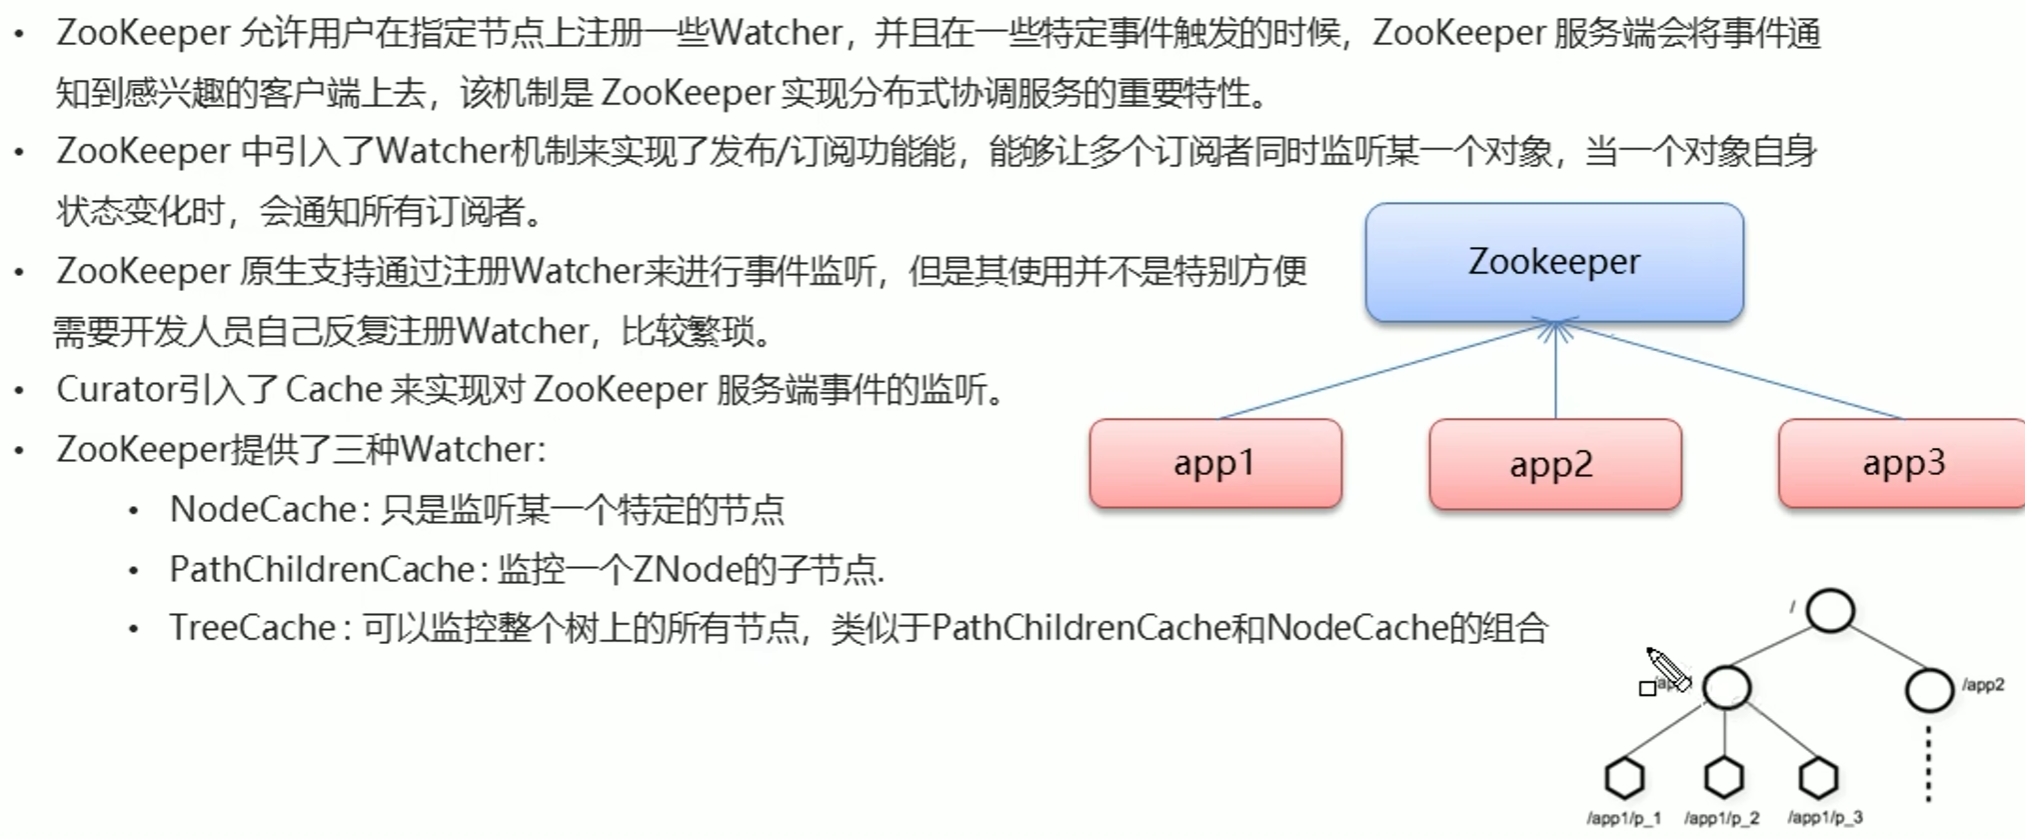 • ZooKeeper 允许用户在指定节点上注册一些Watcher，并且在一些特定事件触发的时候，ZooKeeper 服务端会将事件通
知到感兴趣的客户端上去，该机制是 ZooKeeper 实现分布式协调服务的重要特性。
• ZooKeeper 中引入了Watcher机制来实现了发布/订阅功能能，能够让多个订阅者同时监听某一个对象，当一个对象自身
状态变化时，会通知所有订阅者。
• ZooKeeper 原生支持通过注册Watcher来进行事件监听，但是其使用并不是特别方便
需要开发人员自己反复注册Watcher，比较繁琐。
• Curator引入了 Cache 来实现对 ZooKeeper 服务端事件的监听。
• ZooKeeper提供了三种Watcher：
• NodeCache : 只是监听某一个特定的节点
• PathChildrenCache : 监控一个ZNode的子节点.
• TreeCache : 可以监控整个树上的所有节点，类似于PathChildrenCache和NodeCache的组合
Zookeeper
app1
app2
app3
/
/app2
/app1/p_1
/app1/p_2
/app1/p_3